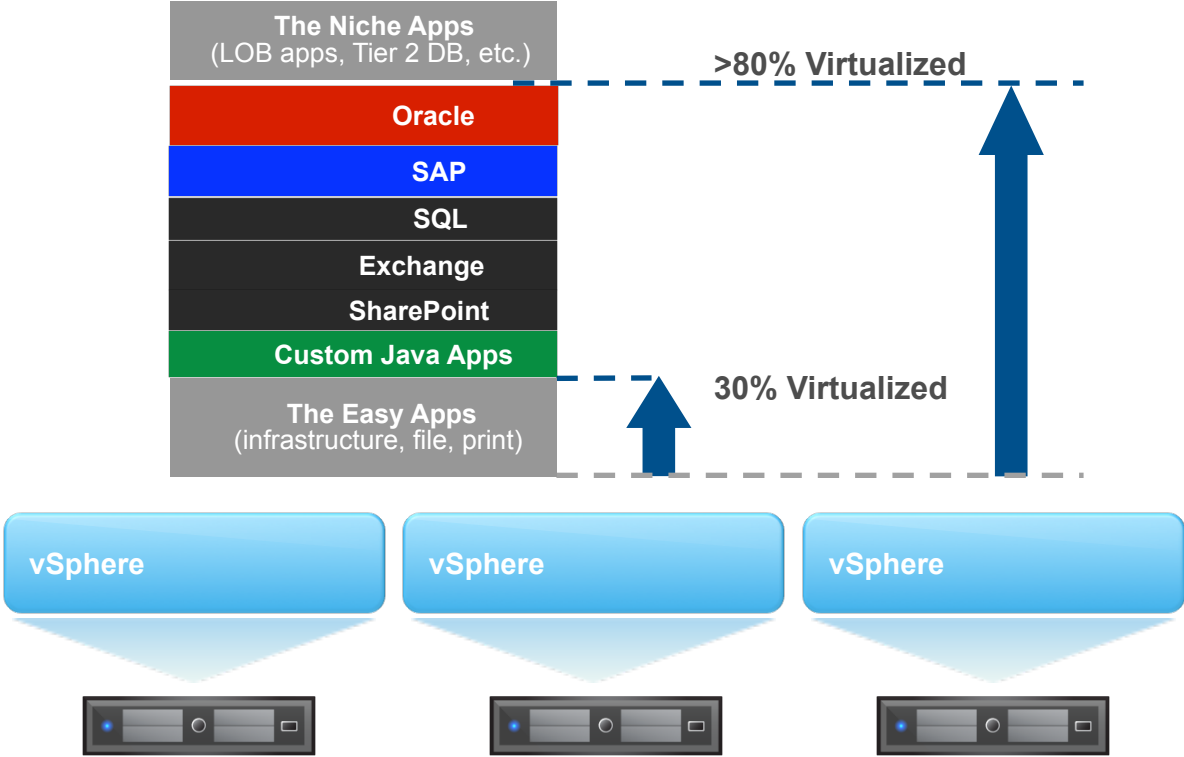 The Niche Apps
(LOB apps, Tier 2 DB, etc.)
>80% Virtualized
Oracle
SAP
SQL
Exchange
SharePoint
Custom Java Apps
30% Virtualized
The Easy Apps
(infrastructure, file, print)
vSphere
vSphere
vSphere